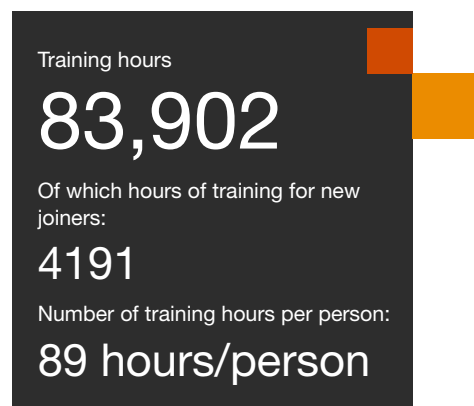 Training hours
83,902
Of which hours of training for new
joiners:
4191
Number of training hours per person:
89 hours/person